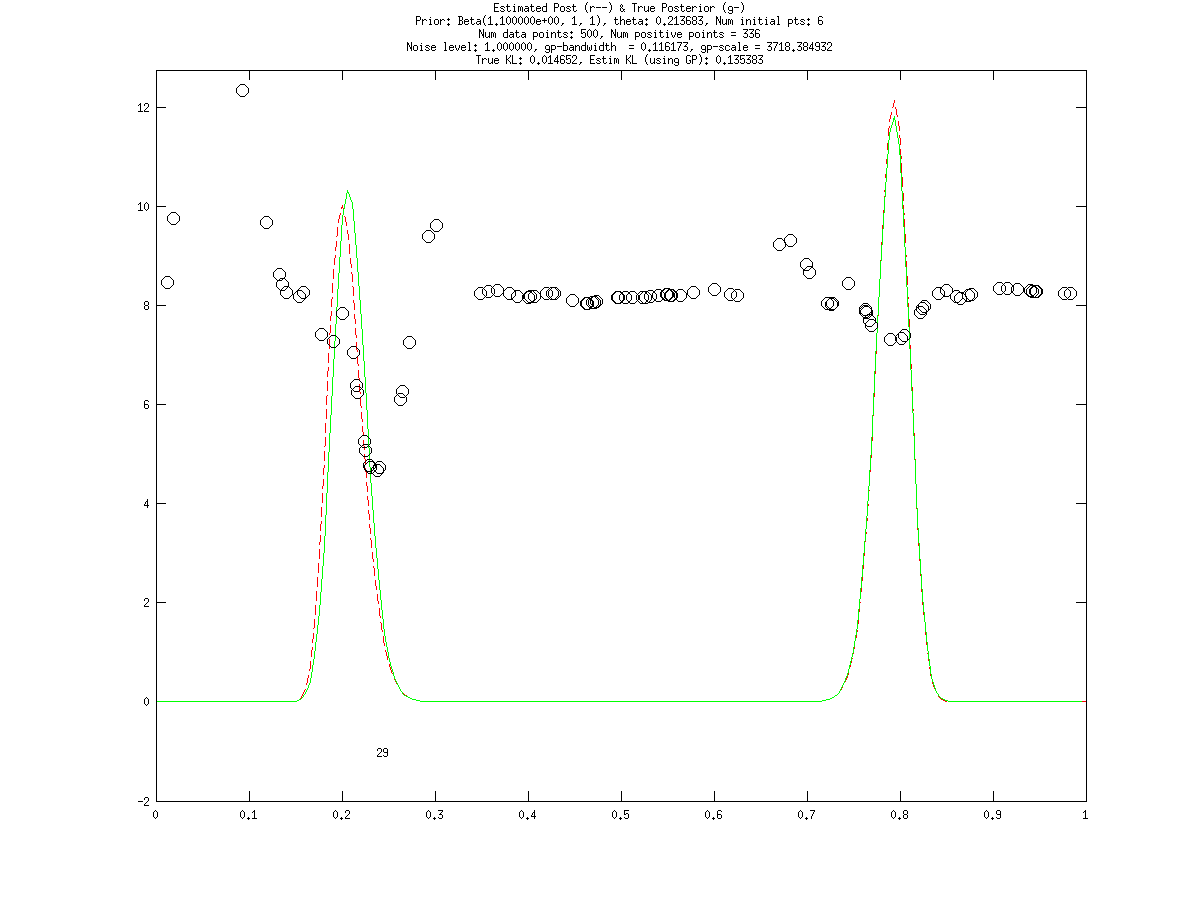 Estimated Post (r--) & True Posterior (g-)
Prior: Beta(1.100000e+00, 1, 1), theta: 0.213683, Num initial pts: 6
Num data points: 500, Num positive points = 336
Noise level: 1.000000, gp-bandwidth  = 0.116173, gp-scale = 3718.384932
True KL: 0.014652, Estim KL (using GP): 0.135383
12
10
8
6
4
2
0
29
-2
0 0.1 0.2 0.3 0.4 0.5 0.6 0.7 0.8 0.9 1